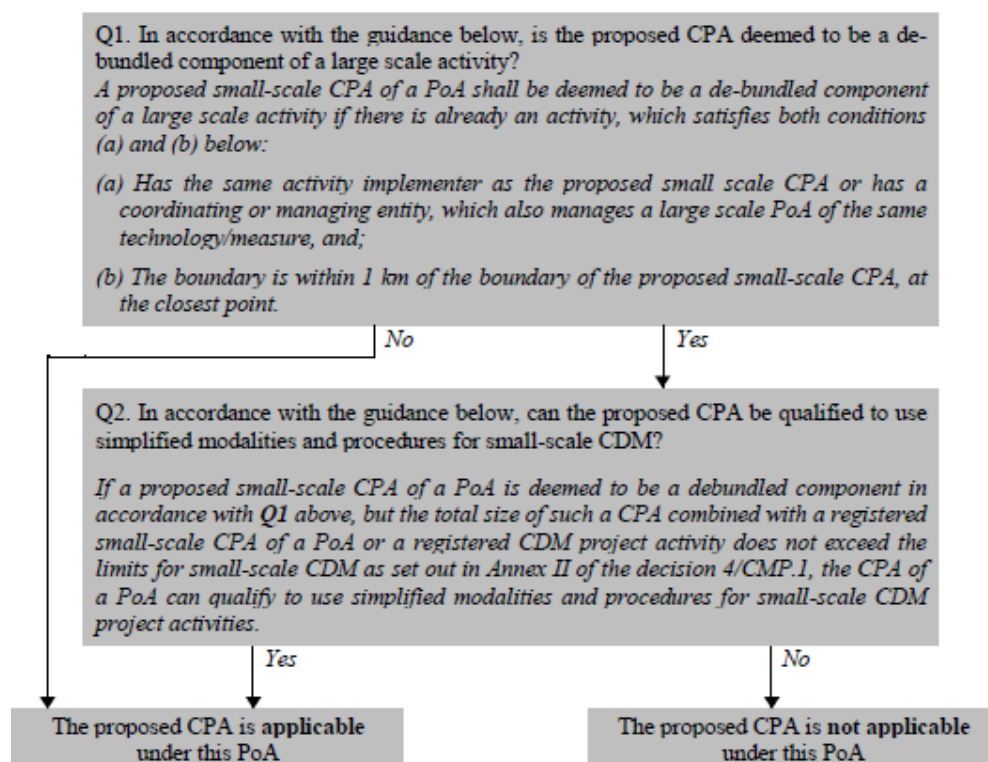 Q1. In accordance with the guidance below, is the proposed CPA deemed to be a de-
bundled component of a large scale activity?
A proposed small-scale CPA of a PoA shall be deemed to be a de-bundled component
of a large scale activity if there is already an activity, which satisfies both conditions
(a) and (b) below:
(a) Has the same activity implementer as the proposed small scale CPA or has a
coordinating or managing entity, which also manages a large scale PoA of the same
technology/measure, and;
(b) The boundary is within 1 km of the boundary of the proposed small-scale CPA, at
the closest point.
No
Yes
Q2. In accordance with the guidance below, can the proposed CPA be qualified to use
simplified modalities and procedures for small-scale CDM?
If a proposed small-scale CPA of a PoA is deemed to be a debundled component in
accordance with Q1 above, but the total size of such a CPA combined with a registered
small-scale CPA of a PoA or a registered CDM project activity does not exceed the
limits for small-scale CDM as set out in Annex II of the decision 4/CMP.1, the CPA of
a PoA can qualify to use simplified modalities and procedures for small-scale CDM
project activities.
Yes
No
The proposed CPA is applicable
under this PoA
The proposed CPA is not applicable
under this PoA